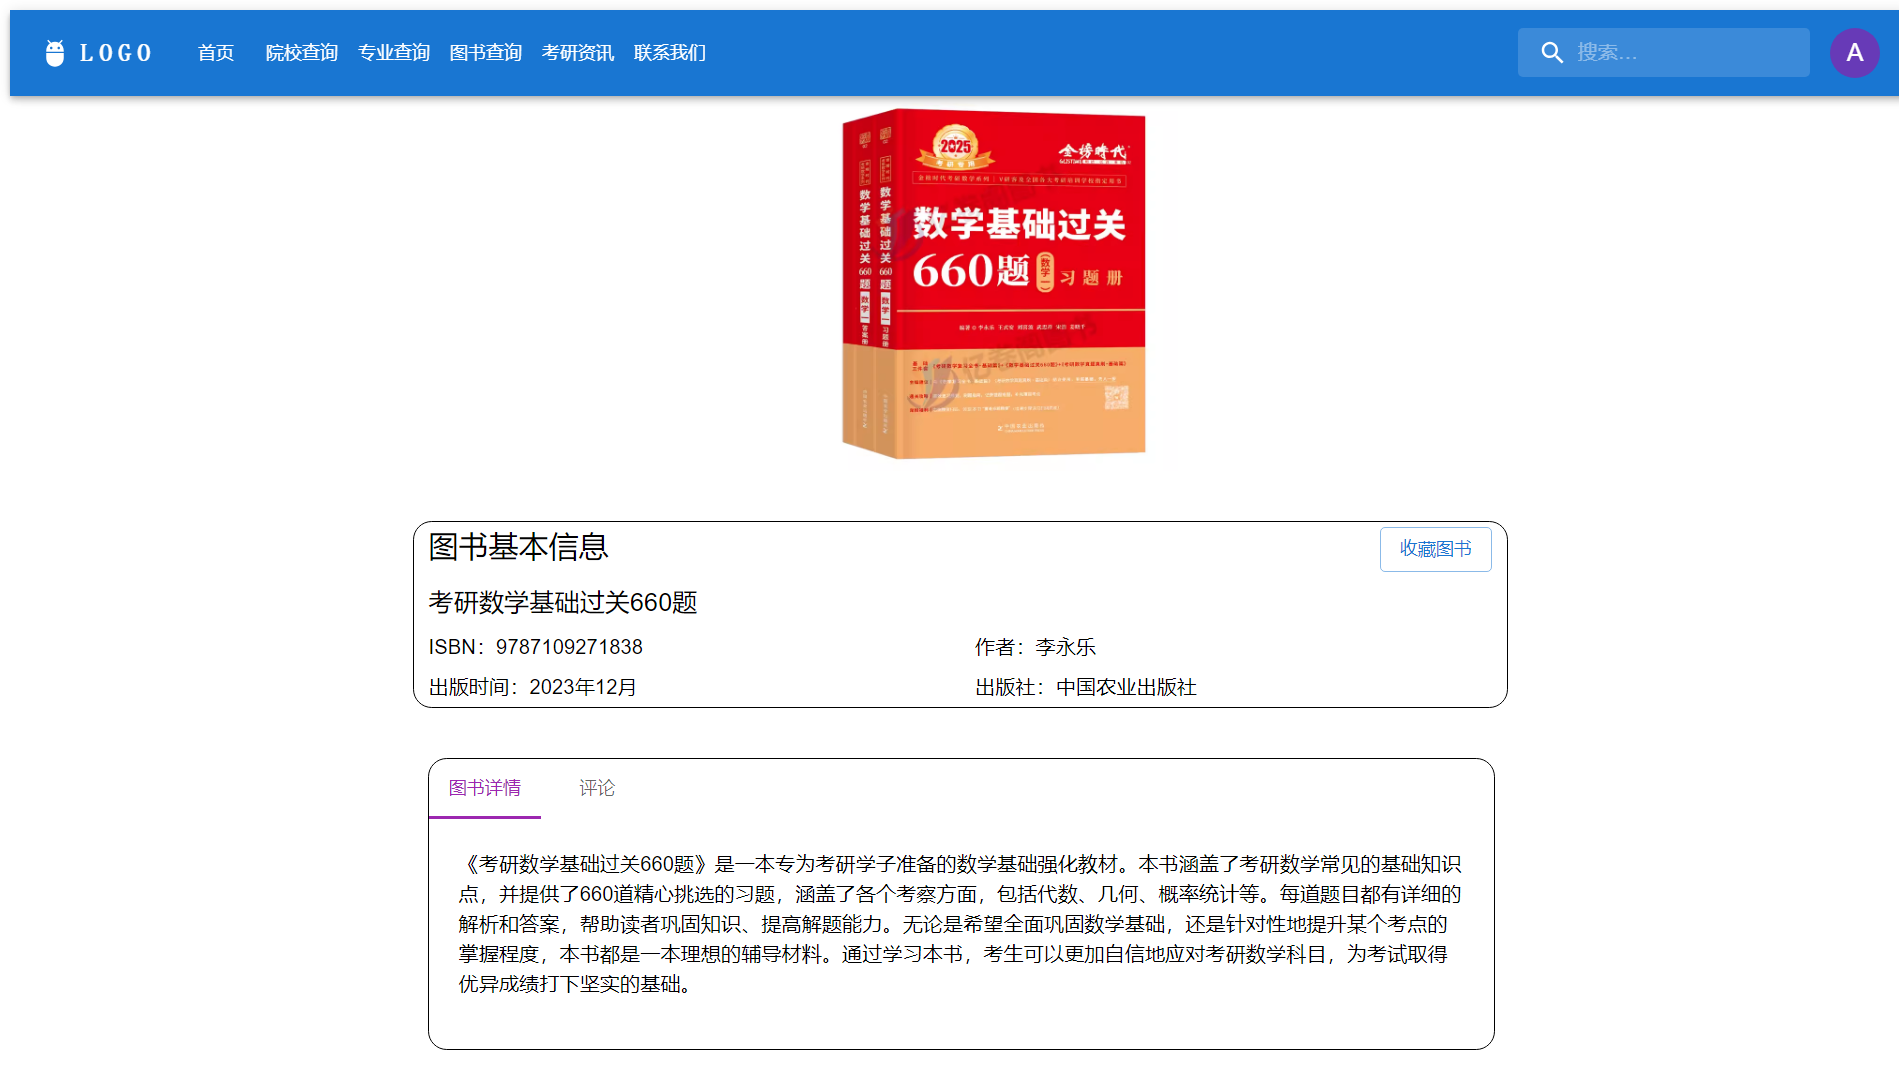 LOGO
首页 院校查询 专业查询 图书查询 考研资讯 联系我们
搜索…
A
2025
考研专用
金榜时代
数学基础过关
660题
数学一
习题册
数学基础过关660题
数学一
习题册
数学基础过关660题
数学一
答案册
中国农业出版社
图书基本信息
收藏图书
考研数学基础过关660题
ISBN：9787109271838
作者：李永乐
出版时间：2023年12月
出版社：中国农业出版社
图书详情
评论
《考研数学基础过关660题》是一本专为考研学子准备的数学基础强化教材。本书涵盖了考研数学常见的基础知识
点，并提供了660道精心挑选的习题，涵盖了各个考察方面，包括代数、几何、概率统计等。每道题目都有详细的
解析和答案，帮助读者巩固知识、提高解题能力。无论是希望全面巩固数学基础，还是针对性地提升某个考点的
掌握程度，本书都是一本理想的辅导材料。通过学习本书，考生可以更加自信地应对考研数学科目，为考试取得
优异成绩打下坚实的基础。